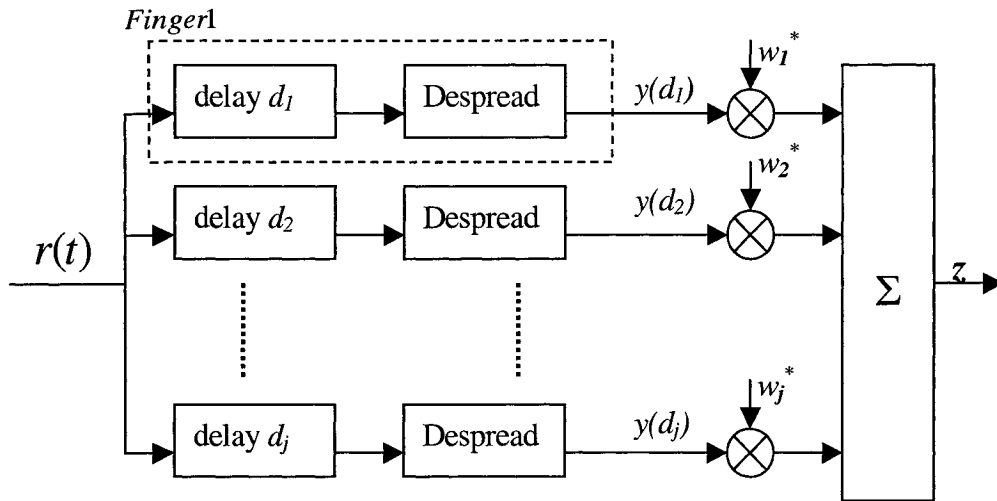 Finger1
delay d₁ Despread y(d₁) w₁*
delay d₂ Despread y(d₂) w₂*
r(t)
Σ z
delay dⱼ Despread y(dⱼ) wⱼ*